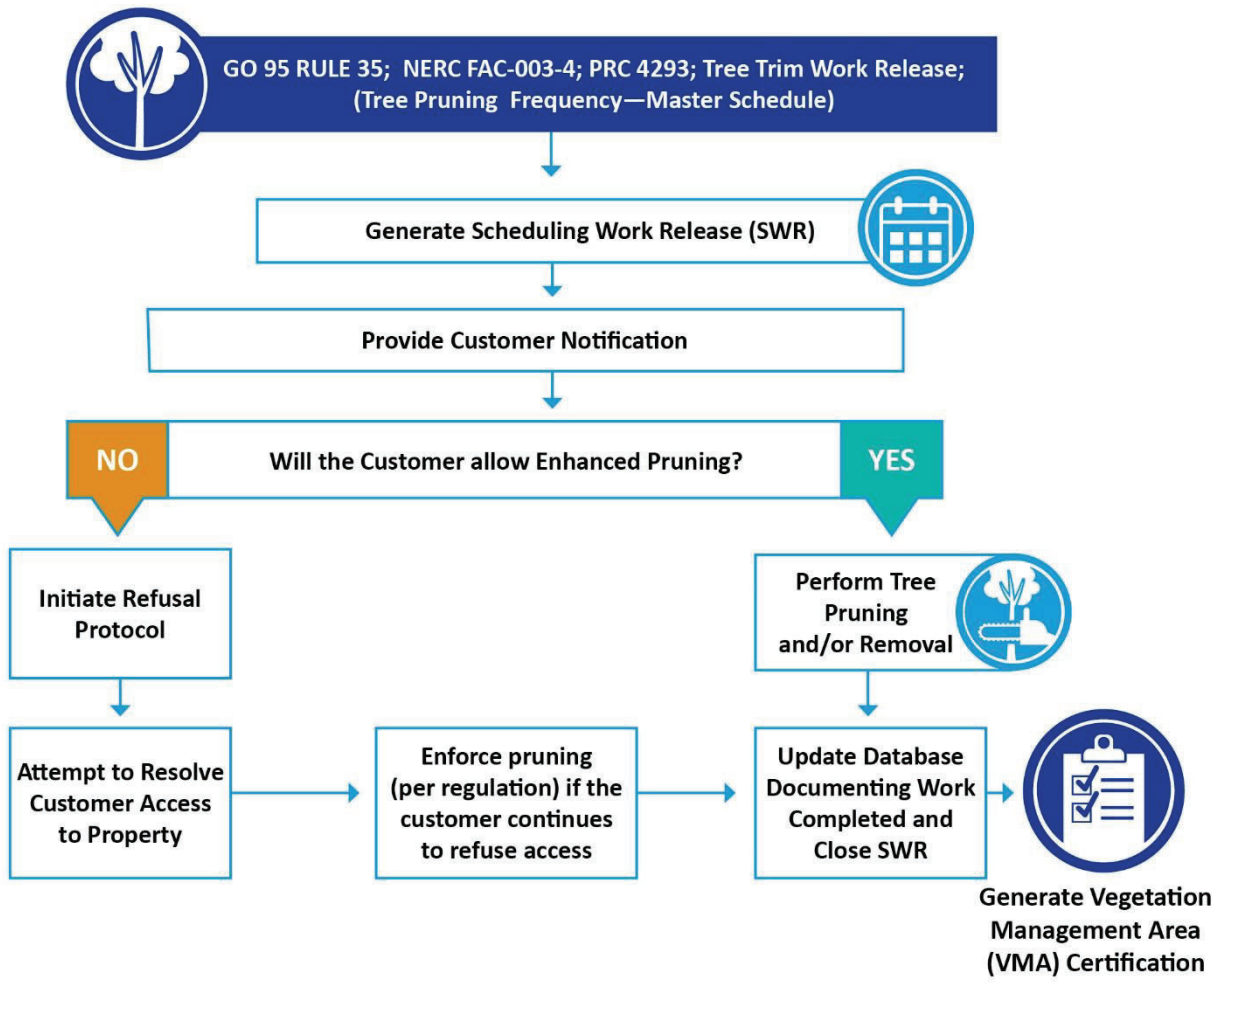 GO 95 RULE 35; NERC FAC-003-4; PRC 4293; Tree Trim Work Release;
(Tree Pruning Frequency—Master Schedule)
Generate Scheduling Work Release (SWR)
Provide Customer Notification
NO
Will the Customer allow Enhanced Pruning?
YES
Initiate Refusal
Protocol
Perform Tree
Pruning
and/or Removal
Attempt to Resolve
Customer Access
to Property
Enforce pruning
(per regulation) if the
customer continues
to refuse access
Update Database
Documenting Work
Completed and
Close SWR
Generate Vegetation
Management Area
(VMA) Certification